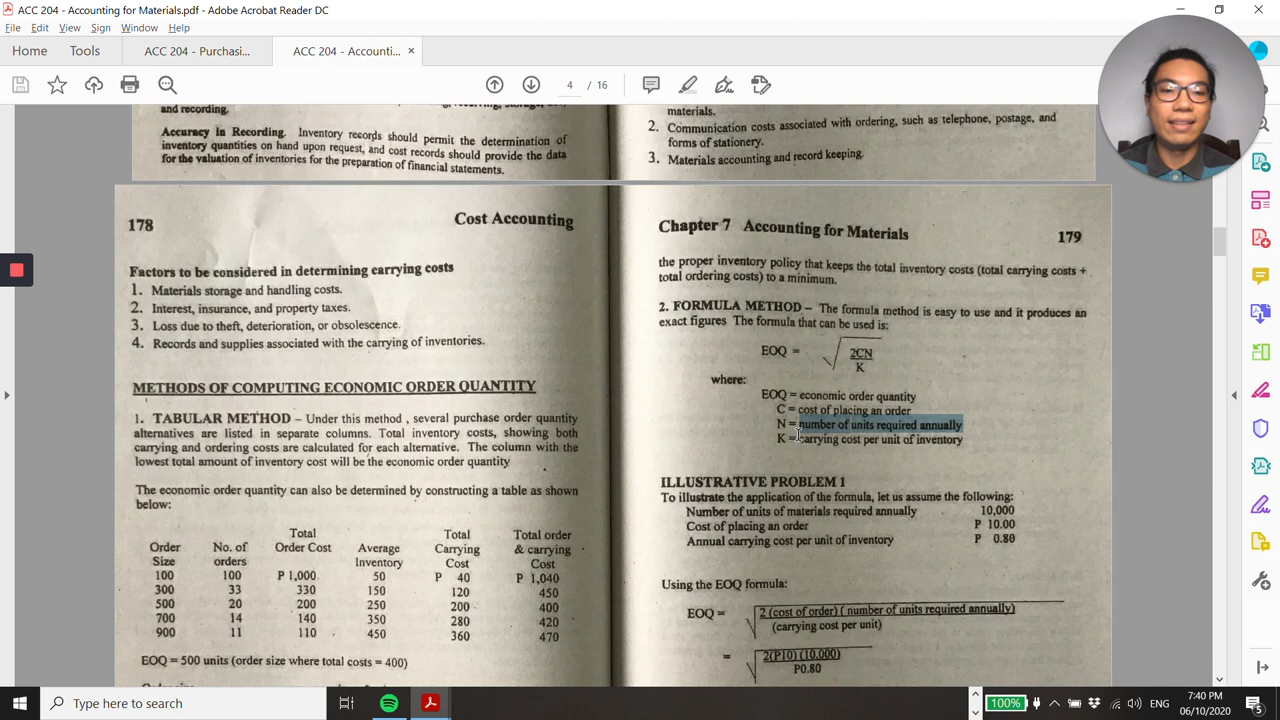 ACC 204 - Accounting for Materials.pdf - Adobe Acrobat Reader DC
File Edit View Sign Window Help
Home Tools ACC 204 - Purchasi... ACC 204 - Accounti... ×
4 / 16
and recording.
Accuracy in Recording. Inventory records should permit the determination of
inventory quantities on hand upon request, and cost records should provide the data
for the valuation of inventories for the preparation of financial statements.
materials.
2. Communication costs associated with ordering, such as telephone, postage, and
forms of stationery.
3. Materials accounting and record keeping.
178 Cost Accounting
Factors to be considered in determining carrying costs
1. Materials storage and handling costs.
2. Interest, insurance, and property taxes.
3. Loss due to theft, deterioration, or obsolescence.
4. Records and supplies associated with the carrying of inventories.
METHODS OF COMPUTING ECONOMIC ORDER QUANTITY
1. TABULAR METHOD – Under this method , several purchase order quantity
alternatives are listed in separate columns. Total inventory costs, showing both
carrying and ordering costs are calculated for each alternative. The column with the
lowest total amount of inventory cost will be the economic order quantity
The economic order quantity can also be determined by constructing a table as shown
below:
Total Total Total order
Order No. of Order Cost Average Carrying & carrying
Size orders Inventory Cost Cost
100 100 P 1,000 50 P 40 P 1,040
300 33 330 150 120 450
500 20 200 250 200 400
700 14 140 350 280 420
900 11 110 450 360 470
EOQ = 500 units (order size where total costs = 400)
Chapter 7 Accounting for Materials 179
the proper inventory policy that keeps the total inventory costs (total carrying costs +
total ordering costs) to a minimum.
2. FORMULA METHOD – The formula method is easy to use and it produces an
exact figures The formula that can be used is:
EOQ = √ 2CN
K
where:
EOQ = economic order quantity
C = cost of placing an order
N = number of units required annually
K = carrying cost per unit of inventory
ILLUSTRATIVE PROBLEM 1
To illustrate the application of the formula, let us assume the following:
Number of units of materials required annually 10,000
Cost of placing an order P 10.00
Annual carrying cost per unit of inventory P 0.80
Using the EOQ formula:
EOQ = √ 2 (cost of order) ( number of units required annually)
(carrying cost per unit)
= √ 2(P10) (10,000)
P0.80
Type here to search
100%
ENG
7:40 PM
06/10/2020
5